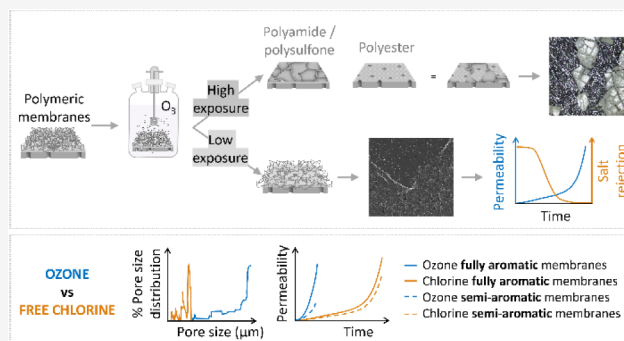 Polymeric
membranes
O3
High
exposure
Low
exposure
Polyamide /
polysulfone
Polyester
=
Permeability
Salt
rejection
Time
OZONE
vs
FREE CHLORINE
% Pore size
distribution
Pore size (μm)
Permeability
Time
Ozone fully aromatic membranes
Chlorine fully aromatic membranes
Ozone semi-aromatic membranes
Chlorine semi-aromatic membranes